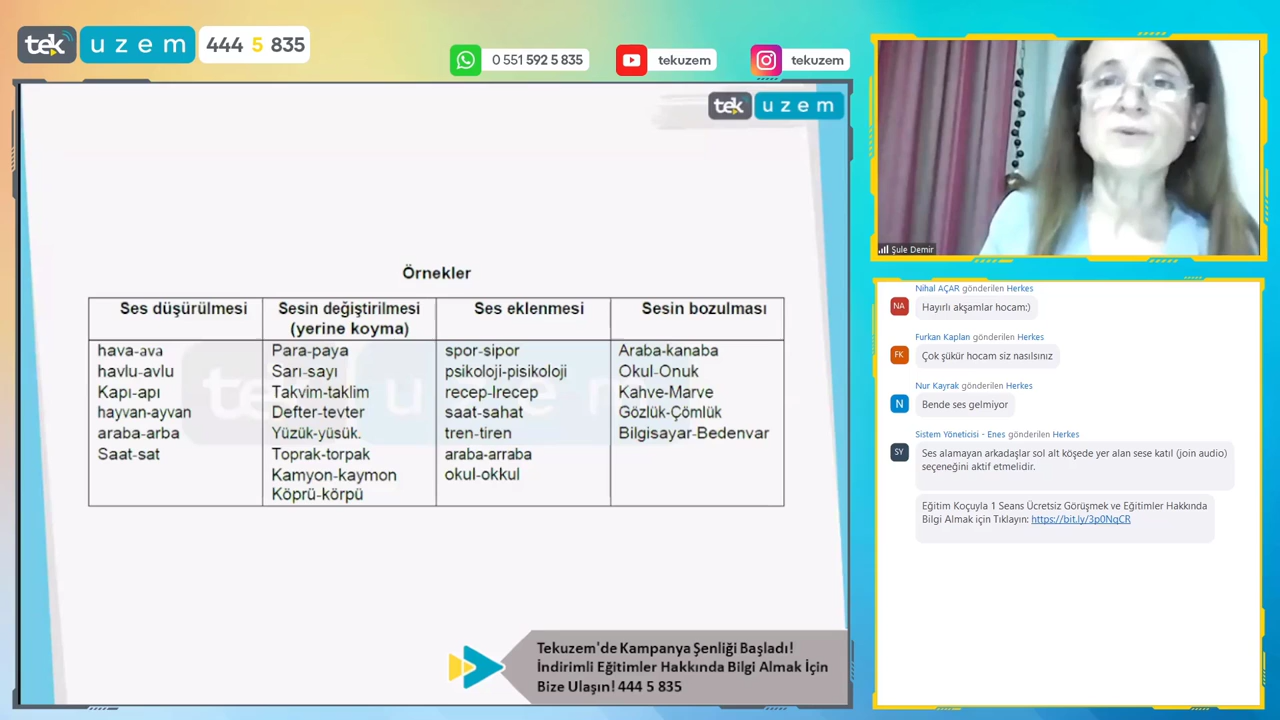 tek uzem 444 5 835
0 551 592 5 835
tekuzem
tekuzem
tek uzem
Örnekler
Ses düşürülmesi
Sesin değiştirilmesi
(yerine koyma)
Ses eklenmesi
Sesin bozulması
hava-ava
havlu-avlu
Kapı-apı
hayvan-ayvan
araba-arba
Saat-sat
Para-paya
Sarı-sayı
Takvim-taklim
Defter-tevter
Yüzük-yüsük.
Toprak-torpak
Kamyon-kaymon
Köprü-körpü
spor-sipor
psikoloji-pisikoloji
recep-Irecep
saat-sahat
tren-tiren
araba-arraba
okul-okkul
Araba-kanaba
Okul-Onuk
Kahve-Marve
Gözlük-Çömlük
Bilgisayar-Bedenvar
Tekuzem'de Kampanya Şenliği Başladı!
İndirimli Eğitimler Hakkında Bilgi Almak İçin
Bize Ulaşın! 444 5 835
Şule Demir
Nihal AÇAR gönderilen Herkes
NA Hayırlı akşamlar hocam:)
Furkan Kaplan gönderilen Herkes
FK Çok şükür hocam siz nasılsınız
Nur Kayrak gönderilen Herkes
N Bende ses gelmiyor
Sistem Yöneticisi - Enes gönderilen Herkes
SY Ses alamayan arkadaşlar sol alt köşede yer alan sese katıl (join audio)
seçeneğini aktif etmelidir.
Eğitim Koçuyla 1 Seans Ücretsiz Görüşmek ve Eğitimler Hakkında
Bilgi Almak için Tıklayın: https://bit.ly/3p0NqCR